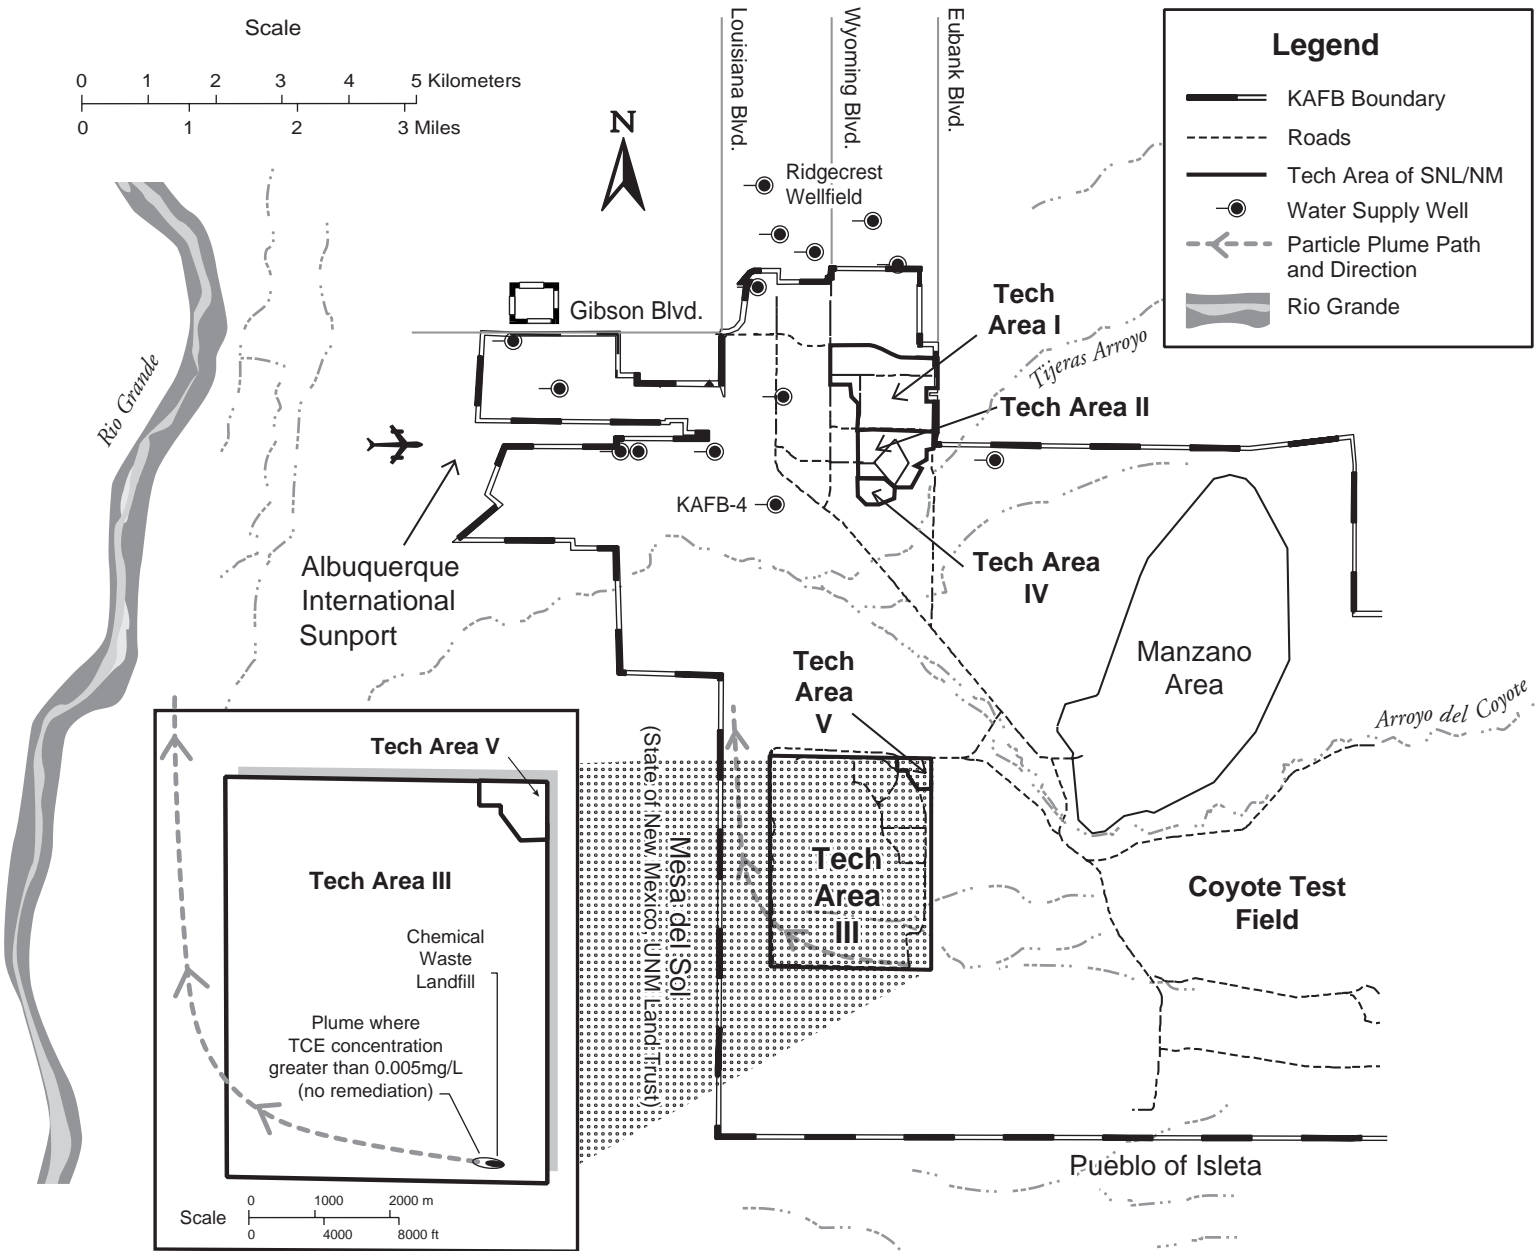 Scale
0 1 2 3 4 5 Kilometers
0 1 2 3 Miles
N
Louisiana Blvd.
Wyoming Blvd.
Eubank Blvd.
Legend
KAFB Boundary
Roads
Tech Area of SNL/NM
Water Supply Well
Particle Plume Path
and Direction
Rio Grande
Ridgecrest
Wellfield
Gibson Blvd.
Tech
Area I
Tijeras Arroyo
Rio Grande
Tech Area II
KAFB-4
Albuquerque
International
Sunport
Tech Area
IV
Manzano
Area
Tech
Area
V
Arroyo del Coyote
Mesa del Sol
(State of New Mexico, UNM Land Trust)
Tech
Area
III
Coyote Test
Field
Pueblo of Isleta
Tech Area V
Tech Area III
Chemical
Waste
Landfill
Plume where
TCE concentration
greater than 0.005mg/L
(no remediation)
Scale
0 1000 2000 m
0 4000 8000 ft